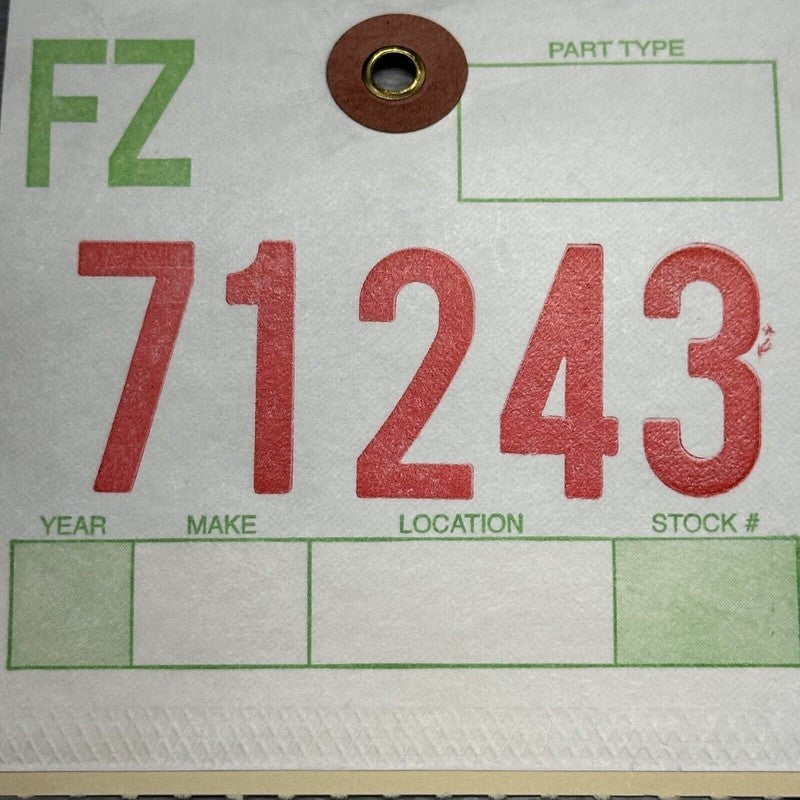 FZ
PART TYPE
71243
YEAR MAKE LOCATION STOCK #